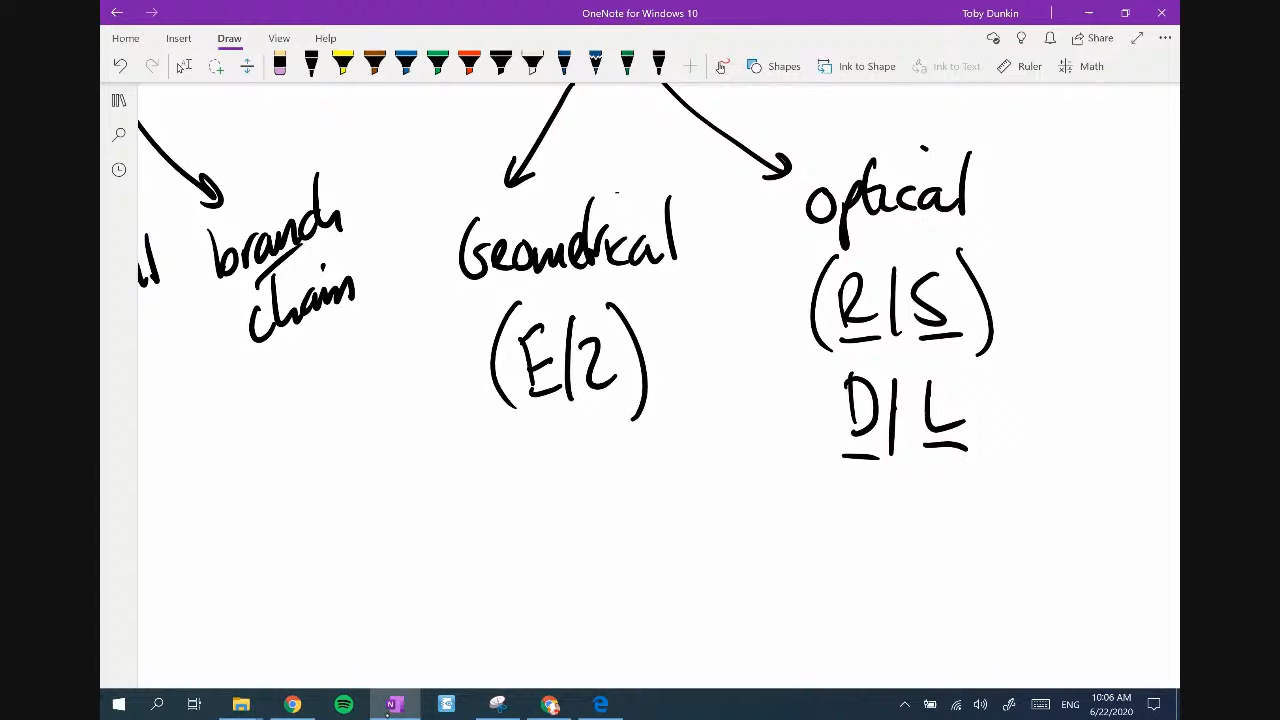 OneNote for Windows 10
Toby Dunkin
Home Insert Draw View Help
Share
Shapes
Ink to Shape
Ink to Text
Ruler
Math
branch
chain
Geometrical
(E/Z)
optical
(R/S)
D/L
10:06 AM
ENG
6/22/2020